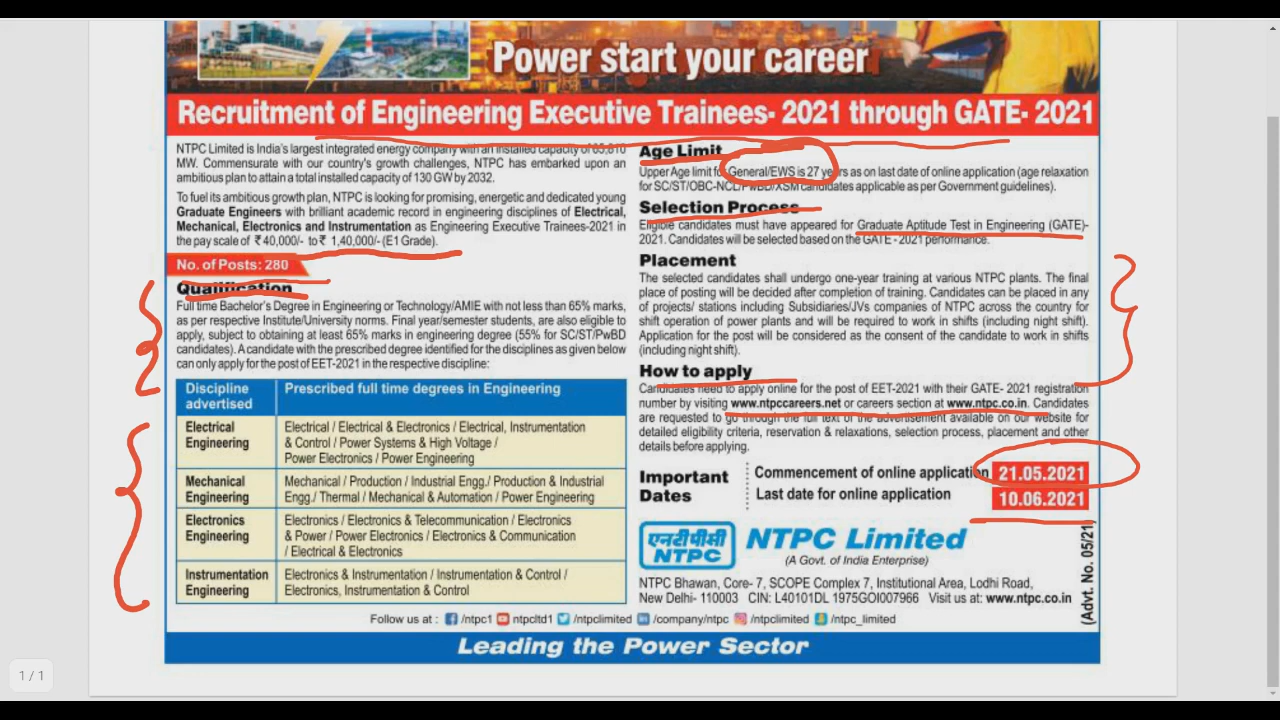 Power start your career
Recruitment of Engineering Executive Trainees- 2021 through GATE- 2021
NTPC Limited is India's largest integrated energy company with an installed capacity of 65,810
MW. Commensurate with our country's growth challenges, NTPC has embarked upon an
ambitious plan to attain a total installed capacity of 130 GW by 2032.
To fuel its ambitious growth plan, NTPC is looking for promising, energetic and dedicated young
Graduate Engineers with brilliant academic record in engineering disciplines of Electrical,
Mechanical, Electronics and Instrumentation as Engineering Executive Trainees-2021 in
the pay scale of ₹ 40,000/- to ₹ 1,40,000/- (E1 Grade).
No. of Posts: 280
Qualification
Full time Bachelor's Degree in Engineering or Technology/AMIE with not less than 65% marks,
as per respective Institute/University norms. Final year/semester students, are also eligible to
apply, subject to obtaining at least 65% marks in engineering degree (55% for SC/ST/PwBD
candidates). A candidate with the prescribed degree identified for the disciplines as given below
can only apply for the post of EET-2021 in the respective discipline:
Discipline advertised
Prescribed full time degrees in Engineering
Electrical Engineering
Electrical / Electrical & Electronics / Electrical, Instrumentation
& Control / Power Systems & High Voltage /
Power Electronics / Power Engineering
Mechanical Engineering
Mechanical / Production / Industrial Engg./ Production & Industrial
Engg./ Thermal / Mechanical & Automation / Power Engineering
Electronics Engineering
Electronics / Electronics & Telecommunication / Electronics
& Power / Power Electronics / Electronics & Communication
/ Electrical & Electronics
Instrumentation Engineering
Electronics & Instrumentation / Instrumentation & Control /
Electronics, Instrumentation & Control
Age Limit
Upper Age limit for General/EWS is 27 years as on last date of online application (age relaxation
for SC/ST/OBC-NCL/PwBD/XSM candidates applicable as per Government guidelines).
Selection Process
Eligible candidates must have appeared for Graduate Aptitude Test in Engineering (GATE)-
2021. Candidates will be selected based on the GATE - 2021 performance.
Placement
The selected candidates shall undergo one-year training at various NTPC plants. The final
place of posting will be decided after completion of training. Candidates can be placed in any
of projects/ stations including Subsidiaries/JVs companies of NTPC across the country for
shift operation of power plants and will be required to work in shifts (including night shift).
Application for the post will be considered as the consent of the candidate to work in shifts
(including night shift).
How to apply
Candidates need to apply online for the post of EET-2021 with their GATE- 2021 registration
number by visiting www.ntpccareers.net or careers section at www.ntpc.co.in. Candidates
are requested to go through the full text of the advertisement available on our website for
detailed eligibility criteria, reservation & relaxations, selection process, placement and other
details before applying.
Important Dates
Commencement of online application 21.05.2021
Last date for online application 10.06.2021
एनटीपीसी
NTPC
NTPC Limited
(A Govt. of India Enterprise)
NTPC Bhawan, Core- 7, SCOPE Complex 7, Institutional Area, Lodhi Road,
New Delhi- 110003 CIN: L40101DL 1975GOI007966 Visit us at: www.ntpc.co.in
(Advt. No. 05/21)
Follow us at : /ntpc1 ntpcltd1 /ntpclimited /company/ntpc /ntpclimited /ntpc_limited
Leading the Power Sector
1 / 1